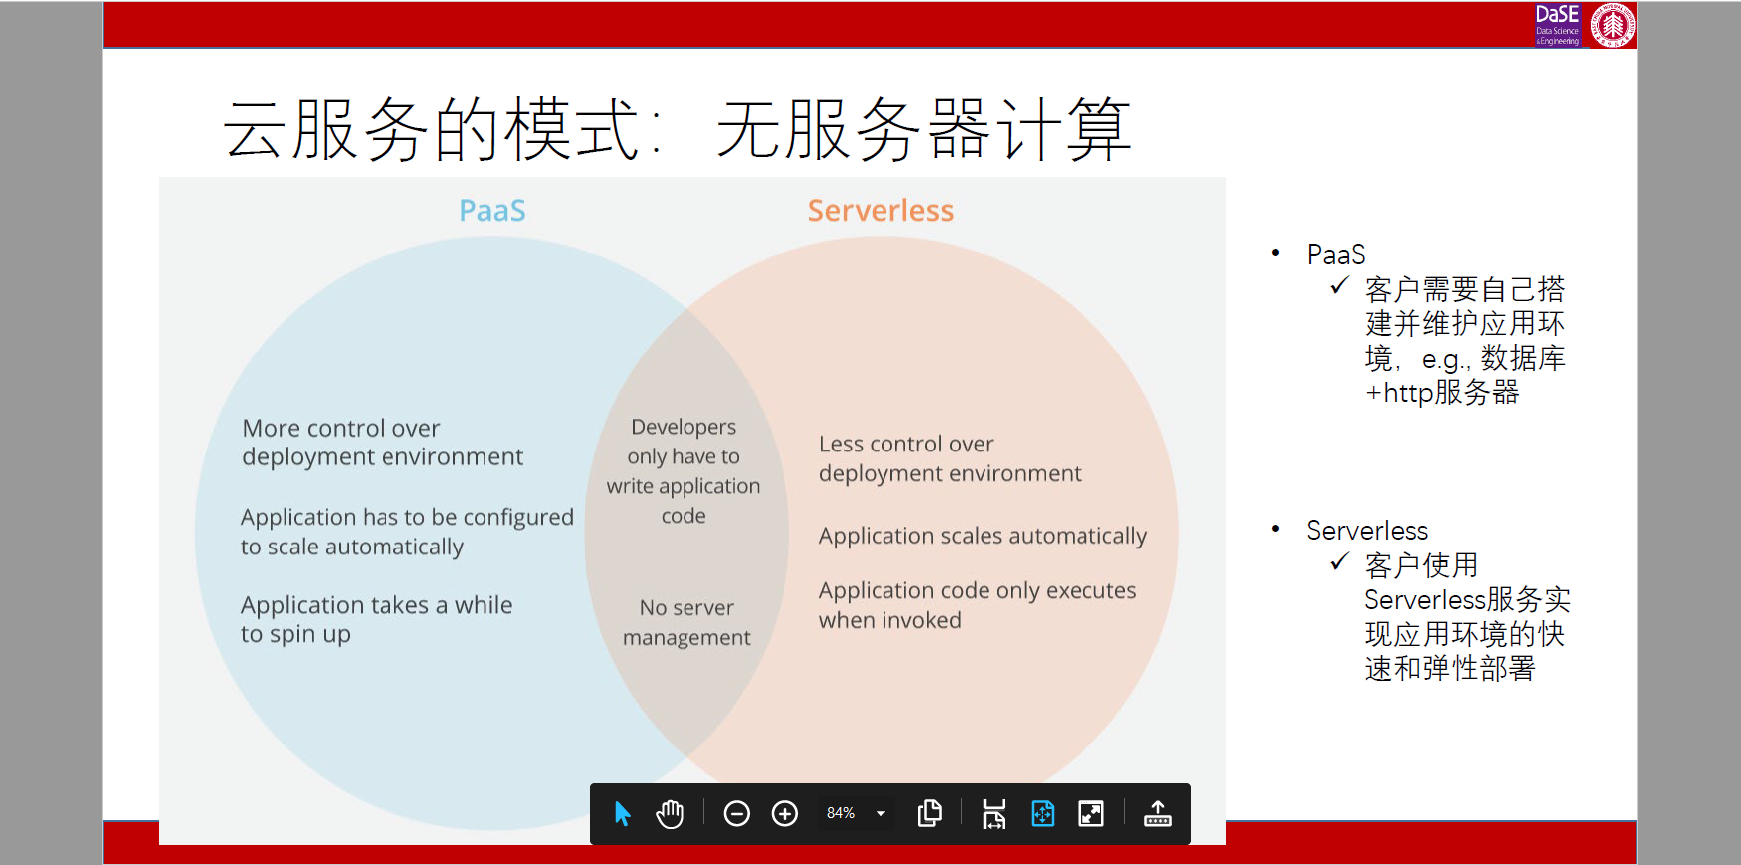 DaSE
Data Science
&Engineering
云服务的模式：无服务器计算
PaaS
Serverless
More control over
deployment environment
Application has to be configured
to scale automatically
Application takes a while
to spin up
Developers
only have to
write application
code
No server
management
Less control over
deployment environment
Application scales automatically
Application code only executes
when invoked
• PaaS
✓ 客户需要自己搭
建并维护应用环
境，e.g., 数据库
+http服务器
• Serverless
✓ 客户使用
Serverless服务实
现应用环境的快
速和弹性部署
84%